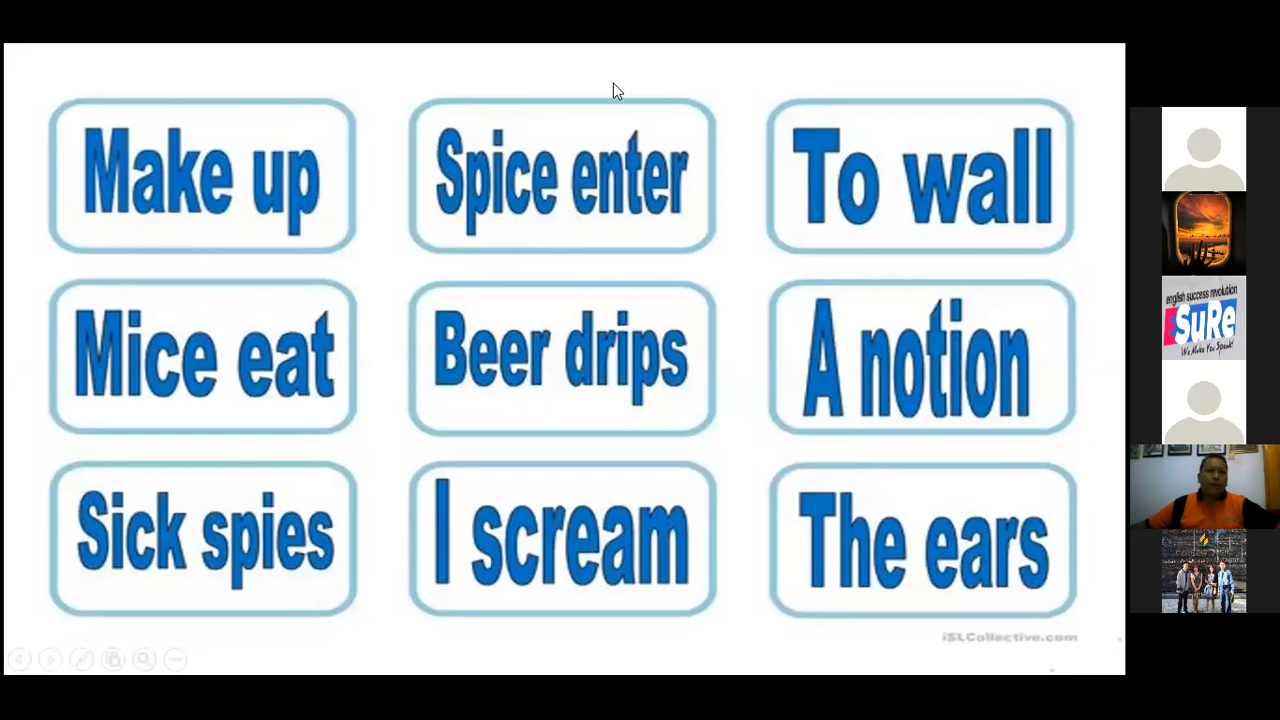 Make up
Spice enter
To wall
Mice eat
Beer drips
A notion
Sick spies
I scream
The ears
iSLCollective.com
english success revolution
eSuRe
We Make You Speak!